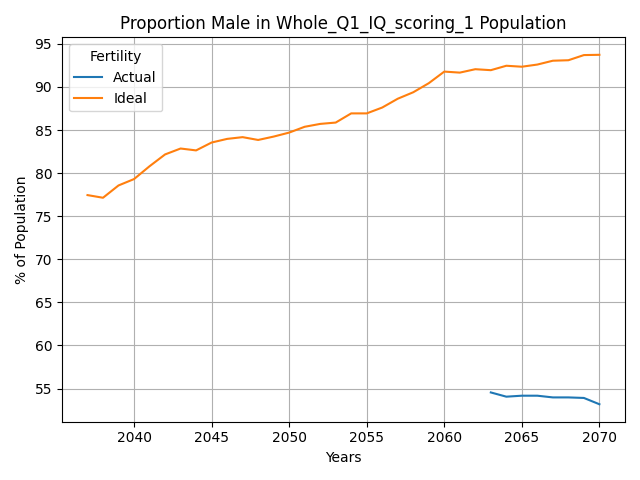 Proportion Male in Whole_Q1_IQ_scoring_1 Population
Fertility
Actual
Ideal
% of Population
95
90
85
80
75
70
65
60
55
2040 2045 2050 2055 2060 2065 2070
Years